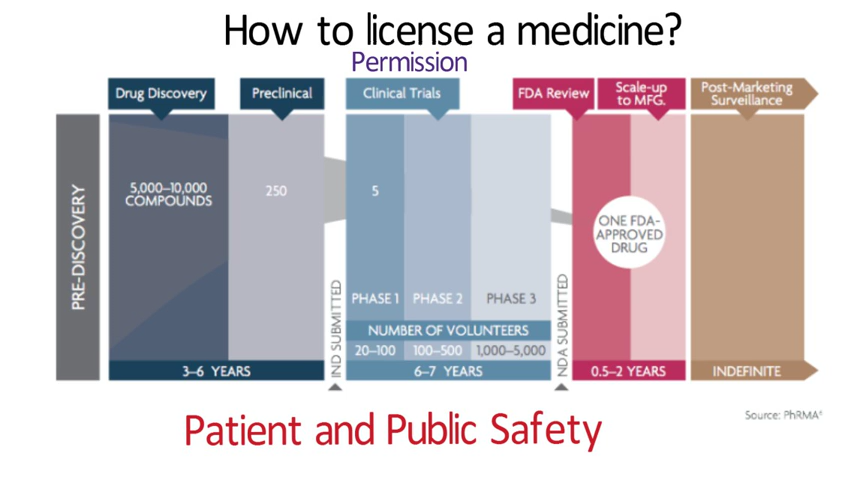 How to license a medicine?
Permission
Drug Discovery
Preclinical
Clinical Trials
FDA Review
Scale-up
to MFG.
Post-Marketing
Surveillance
PRE-DISCOVERY
5,000–10,000
COMPOUNDS
250
5
ONE FDA-
APPROVED
DRUG
IND SUBMITTED
NDA SUBMITTED
PHASE 1
PHASE 2
PHASE 3
NUMBER OF VOLUNTEERS
20–100
100–500
1,000–5,000
3–6 YEARS
6–7 YEARS
0.5–2 YEARS
INDEFINITE
Source: PhRMA
Patient and Public Safety